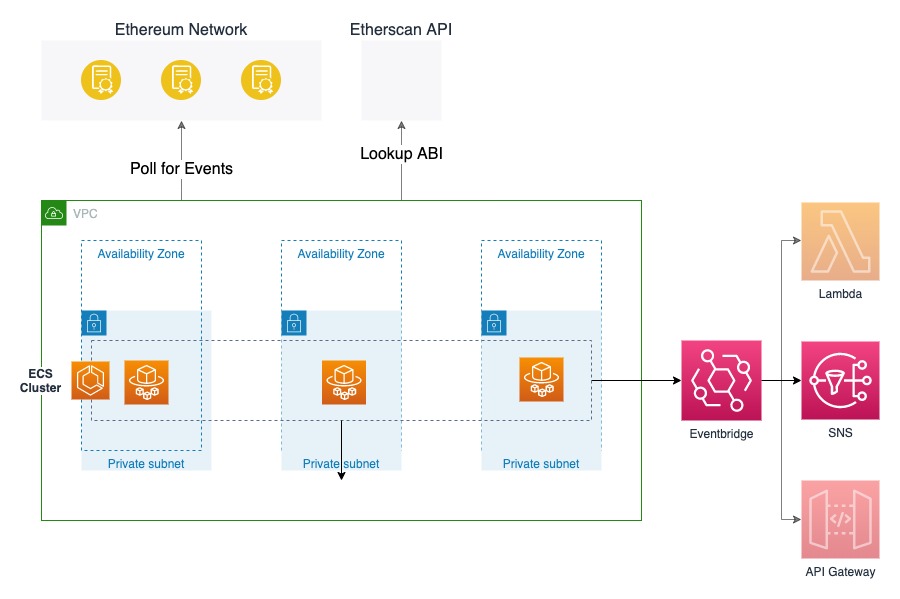 Ethereum Network
Etherscan API
Poll for Events
Lookup ABI
VPC
Availability Zone
Availability Zone
Availability Zone
ECS
Cluster
Private subnet
Private subnet
Private subnet
Eventbridge
Lambda
SNS
</>
API Gateway